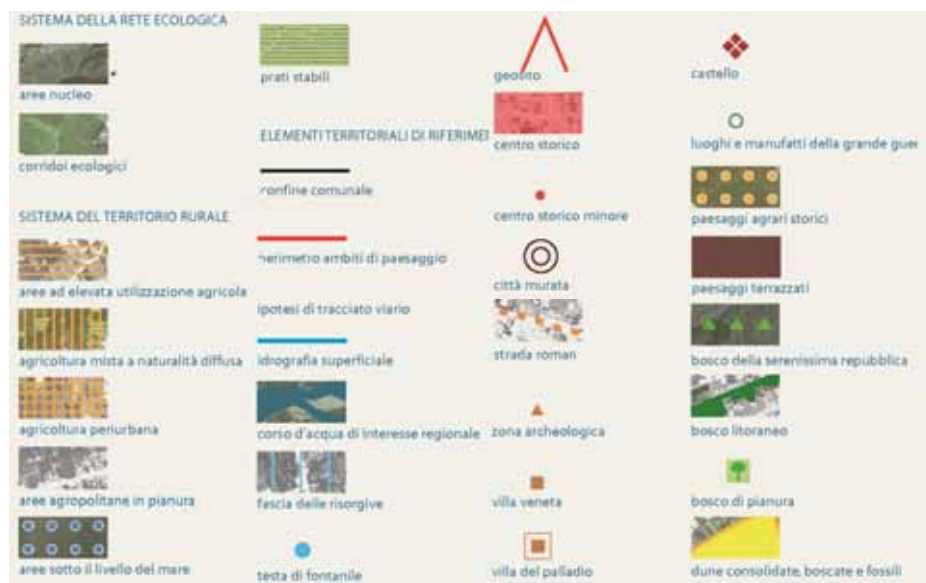 SISTEMA DELLA RETE ECOLOGICA
aree nucleo
corridoi ecologici
SISTEMA DEL TERRITORIO RURALE
aree ad elevata utilizzazione agricola
agricoltura mista a naturalità diffusa
agricoltura periurbana
aree agropolitane in pianura
aree sotto il livello del mare
prati stabili
ELEMENTI TERRITORIALI DI RIFERIMEN
confine comunale
perimetro ambiti di paesaggio
ipotesi di tracciato viario
idrografia superficiale
corso d'acqua di interesse regionale
fascia delle risorgive
testa di fontanile
geosito
centro storico
centro storico minore
città murata
strada roman
zona archeologica
villa veneta
villa del palladio
castello
luoghi e manufatti della grande guer
paesaggi agrari storici
paesaggi terrazzati
bosco della serenissima repubblica
bosco litoraneo
bosco di pianura
dune consolidate, boscate e fossili